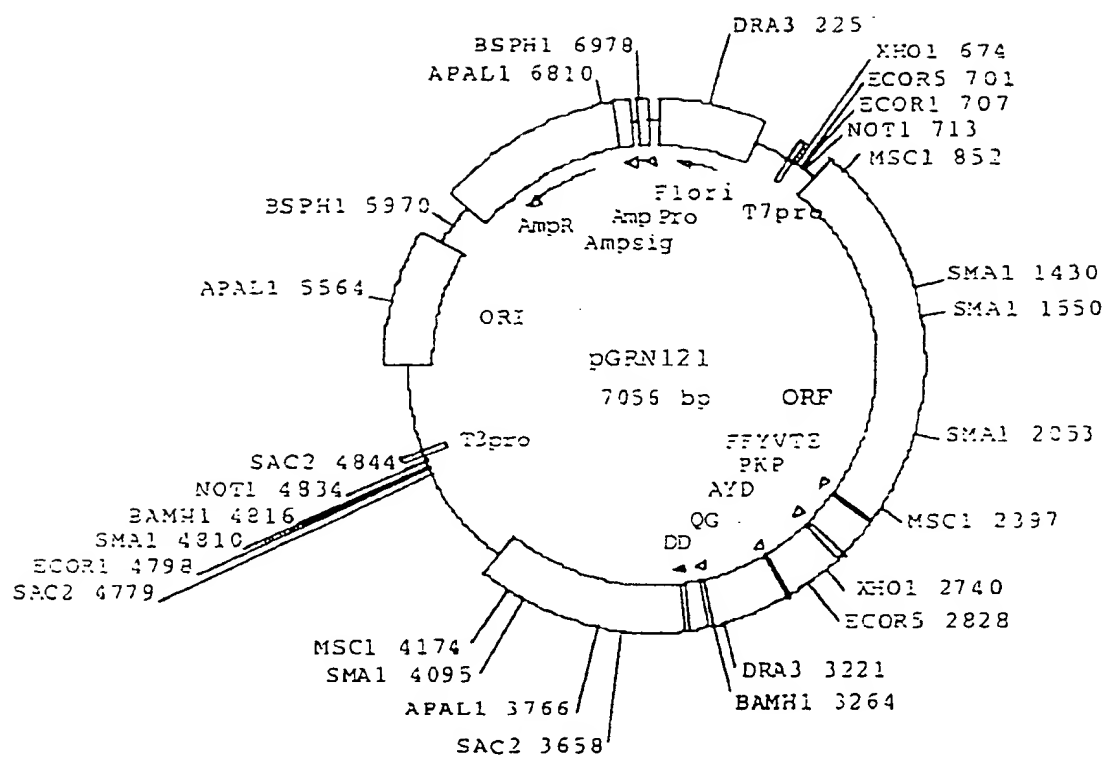 DRA3 225
BSPH1 6978
XHO1 674
APAL1 6810
ECOR5 701
ECOR1 707
NOT1 713
MSC1 852
F1ori
T7pro
BSPH1 5970
AmpR
Amp Pro
Ampsig
SMA1 1430
APAL1 5564
SMA1 1550
ORI
pGRN121
7056 bp
ORF
T3pro
FFYVTE
SMA1 2053
SAC2 4844
PKP
NOT1 4834
AYD
BAMH1 4816
QG
MSC1 2397
SMA1 4810
DD
ECOR1 4798
SAC2 4779
XHO1 2740
ECOR5 2828
MSC1 4174
SMA1 4095
DRA3 3221
APAL1 3766
BAMH1 3264
SAC2 3658